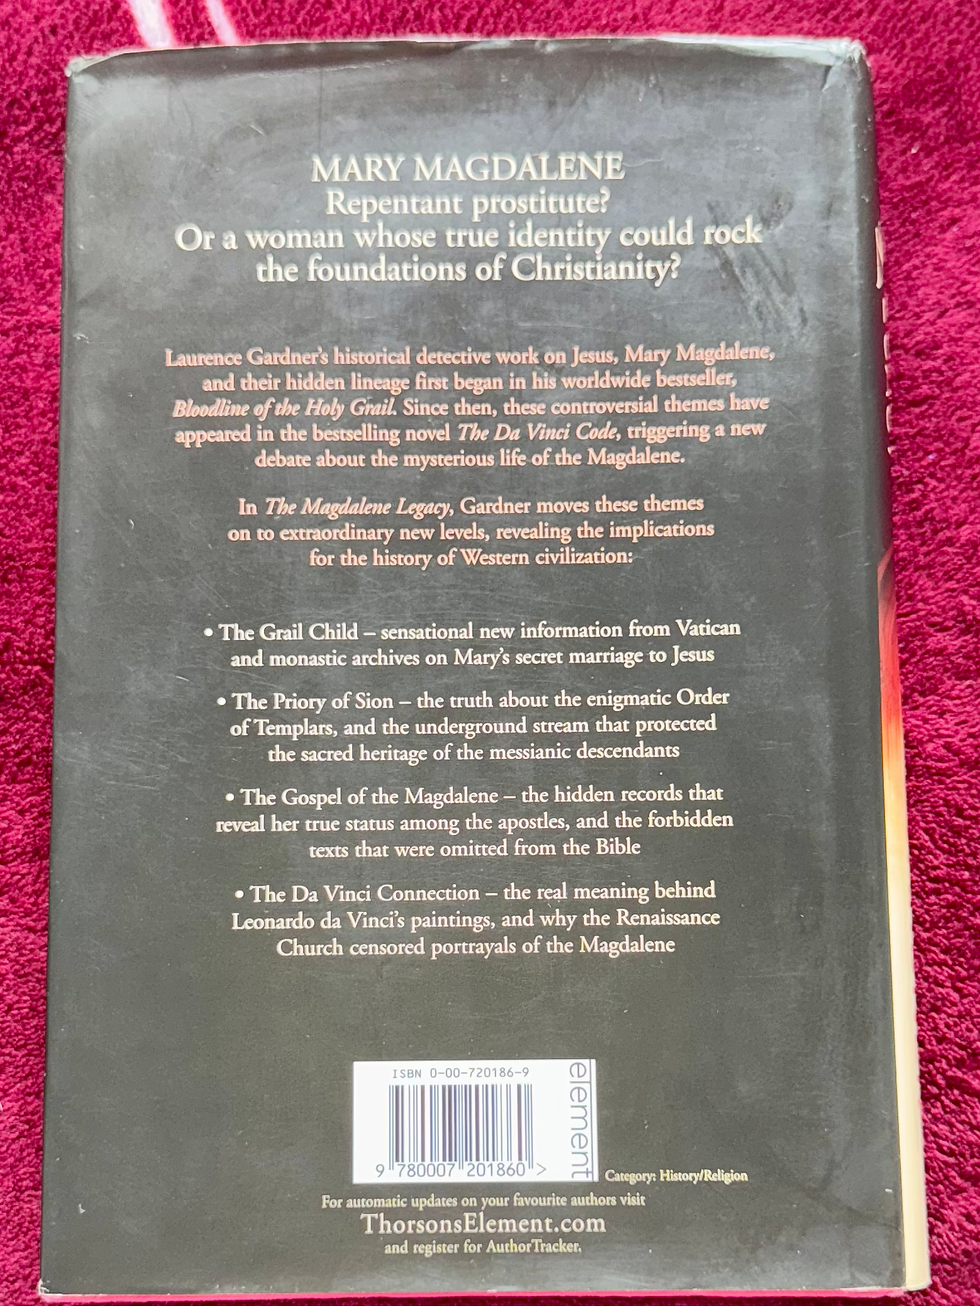 MARY MAGDALENE
Repentant prostitute?
Or a woman whose true identity could rock
the foundations of Christianity?
Laurence Gardner's historical detective work on Jesus, Mary Magdalene,
and their hidden lineage first began in his worldwide bestseller,
Bloodline of the Holy Grail. Since then, these controversial themes have
appeared in the bestselling novel The Da Vinci Code, triggering a new
debate about the mysterious life of the Magdalene.
In The Magdalene Legacy, Gardner moves these themes
on to extraordinary new levels, revealing the implications
for the history of Western civilization:
• The Grail Child – sensational new information from Vatican
and monastic archives on Mary's secret marriage to Jesus
• The Priory of Sion – the truth about the enigmatic Order
of Templars, and the underground stream that protected
the sacred heritage of the messianic descendants
• The Gospel of the Magdalene – the hidden records that
reveal her true status among the apostles, and the forbidden
texts that were omitted from the Bible
• The Da Vinci Connection – the real meaning behind
Leonardo da Vinci's paintings, and why the Renaissance
Church censored portrayals of the Magdalene
ISBN 0-00-720186-9
element
9 780007 201860 >
Category: History/Religion
For automatic updates on your favourite authors visit
ThorsonsElement.com
and register for AuthorTracker.